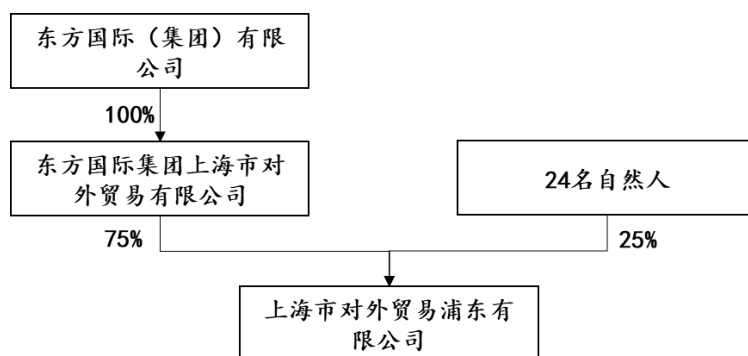 东方国际（集团）有限
公司
100%
东方国际集团上海市对
外贸易有限公司
24名自然人
75%
25%
上海市对外贸易浦东有
限公司